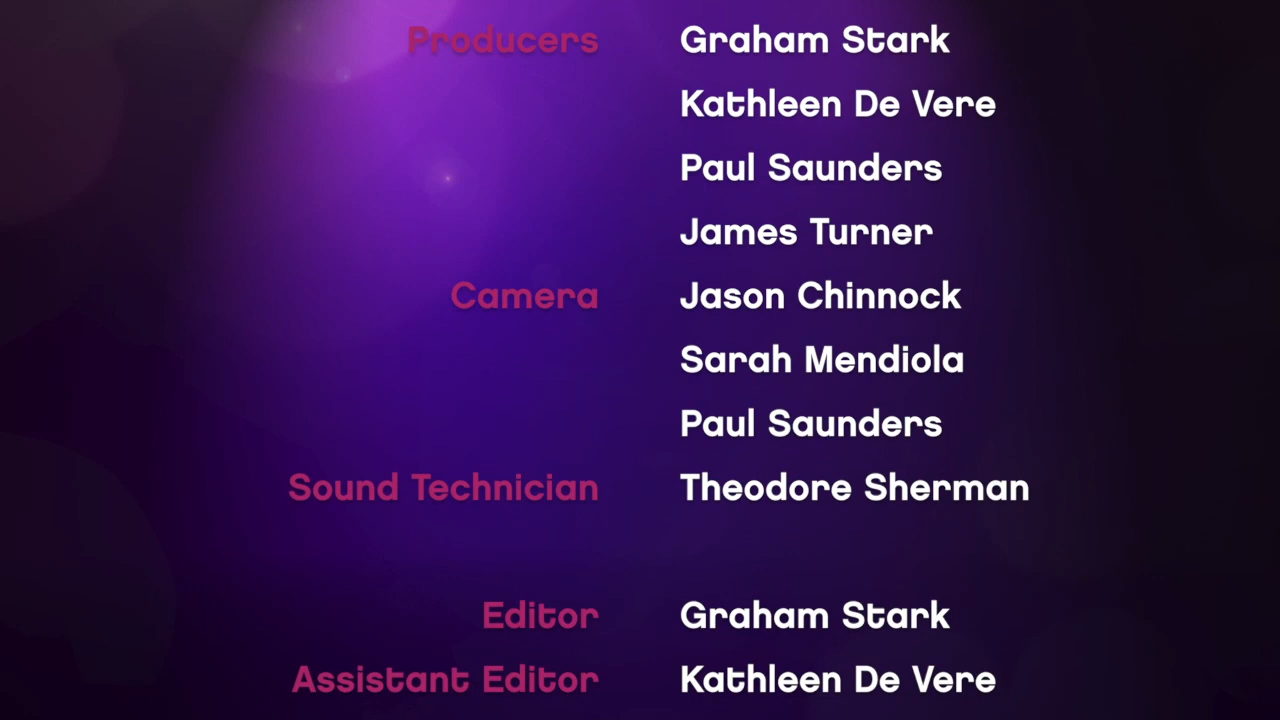 Producers Graham Stark
Kathleen De Vere
Paul Saunders
James Turner
Camera Jason Chinnock
Sarah Mendiola
Paul Saunders
Sound Technician Theodore Sherman
Editor Graham Stark
Assistant Editor Kathleen De Vere